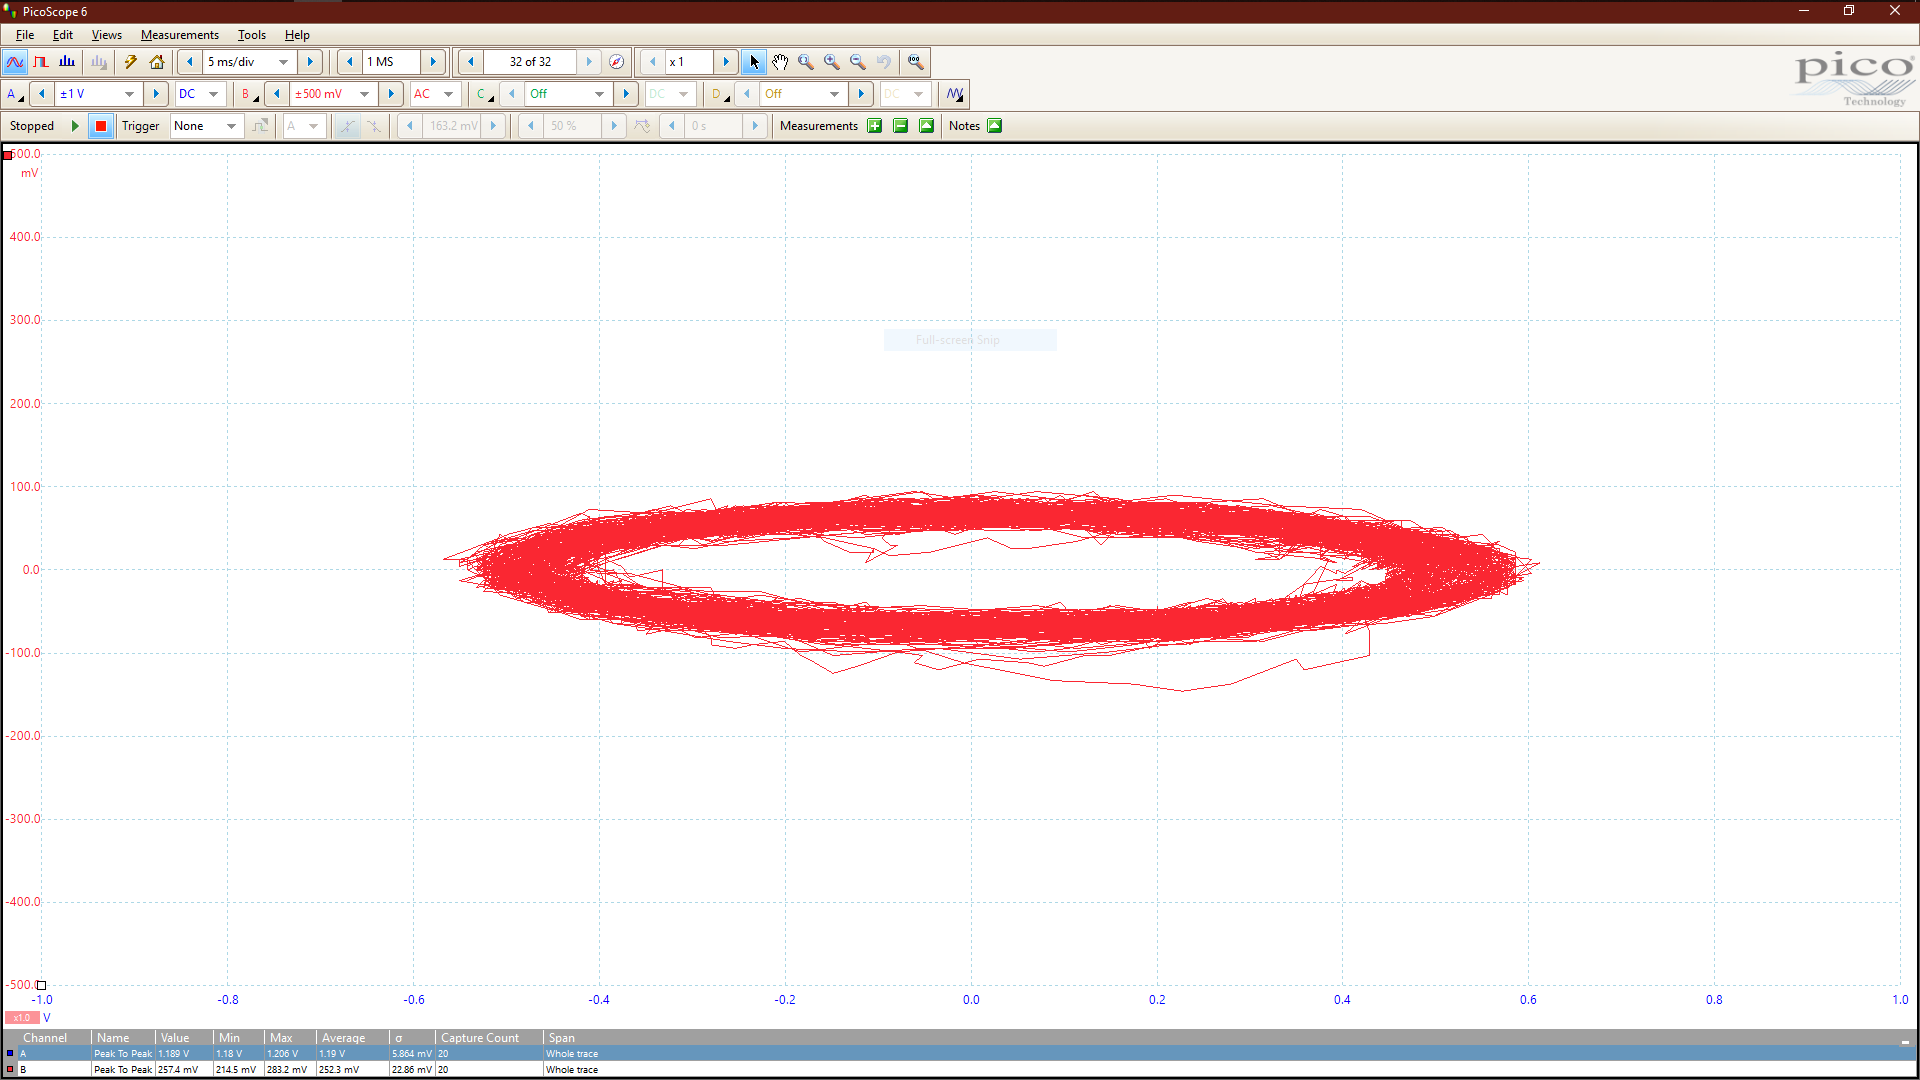 PicoScope 6
File Edit Views Measurements Tools Help
5 ms/div 1 MS 32 of 32 x 1
pico
Technology
A ±1 V DC B ±500 mV AC C Off DC D Off DC
Stopped Trigger None A 163.2 mV 50 % 0 s Measurements Notes
500.0
mV
400.0
300.0
Full-screen Snip
200.0
100.0
0.0
-100.0
-200.0
-300.0
-400.0
-500.0
-1.0 -0.8 -0.6 -0.4 -0.2 0.0 0.2 0.4 0.6 0.8 1.0
x1.0 V
Channel Name Value Min Max Average σ Capture Count Span
A Peak To Peak 1.189 V 1.18 V 1.206 V 1.19 V 5.864 mV 20 Whole trace
B Peak To Peak 257.4 mV 214.5 mV 283.2 mV 252.3 mV 22.86 mV 20 Whole trace